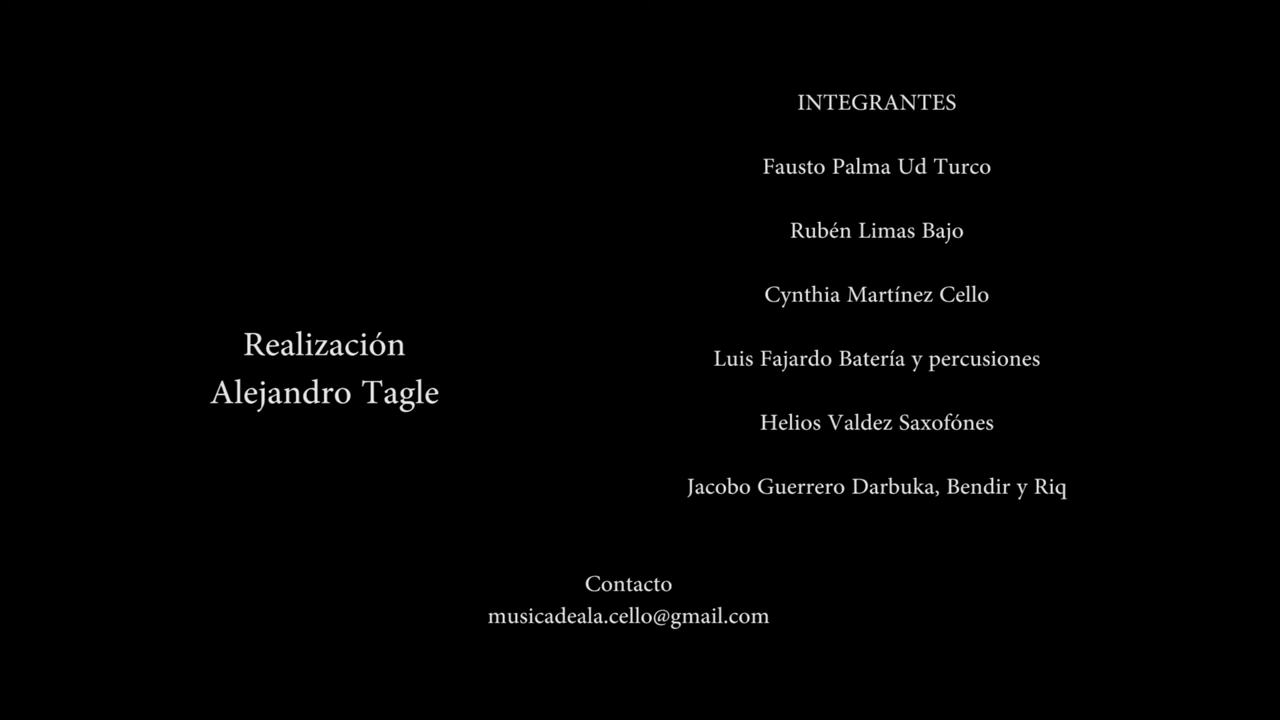 Realización
Alejandro Tagle
INTEGRANTES
Fausto Palma Ud Turco
Rubén Limas Bajo
Cynthia Martínez Cello
Luis Fajardo Batería y percusiones
Helios Valdez Saxofónes
Jacobo Guerrero Darbuka, Bendir y Riq
Contacto
musicadeala.cello@gmail.com